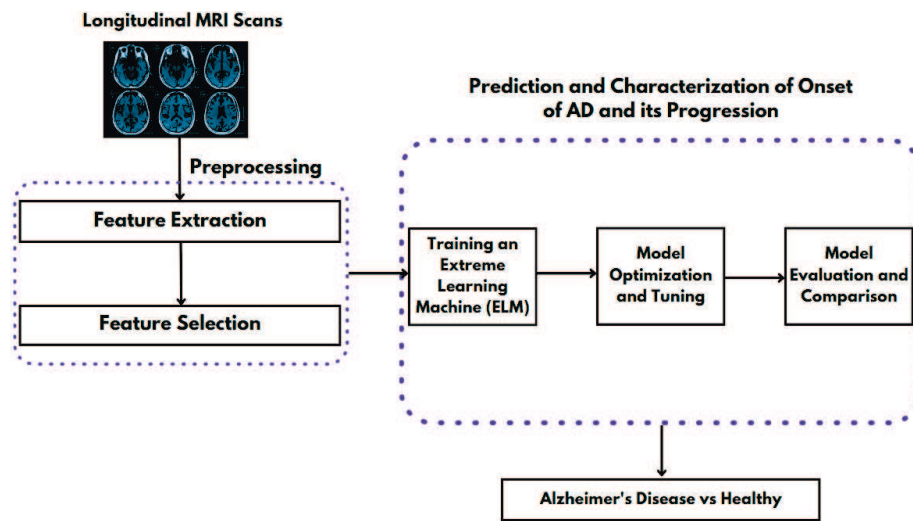 Longitudinal MRI Scans
Prediction and Characterization of Onset
of AD and its Progression
Preprocessing
Feature Extraction
Feature Selection
Training an
Extreme
Learning
Machine (ELM)
Model
Optimization
and Tuning
Model
Evaluation and
Comparison
Alzheimer's Disease vs Healthy